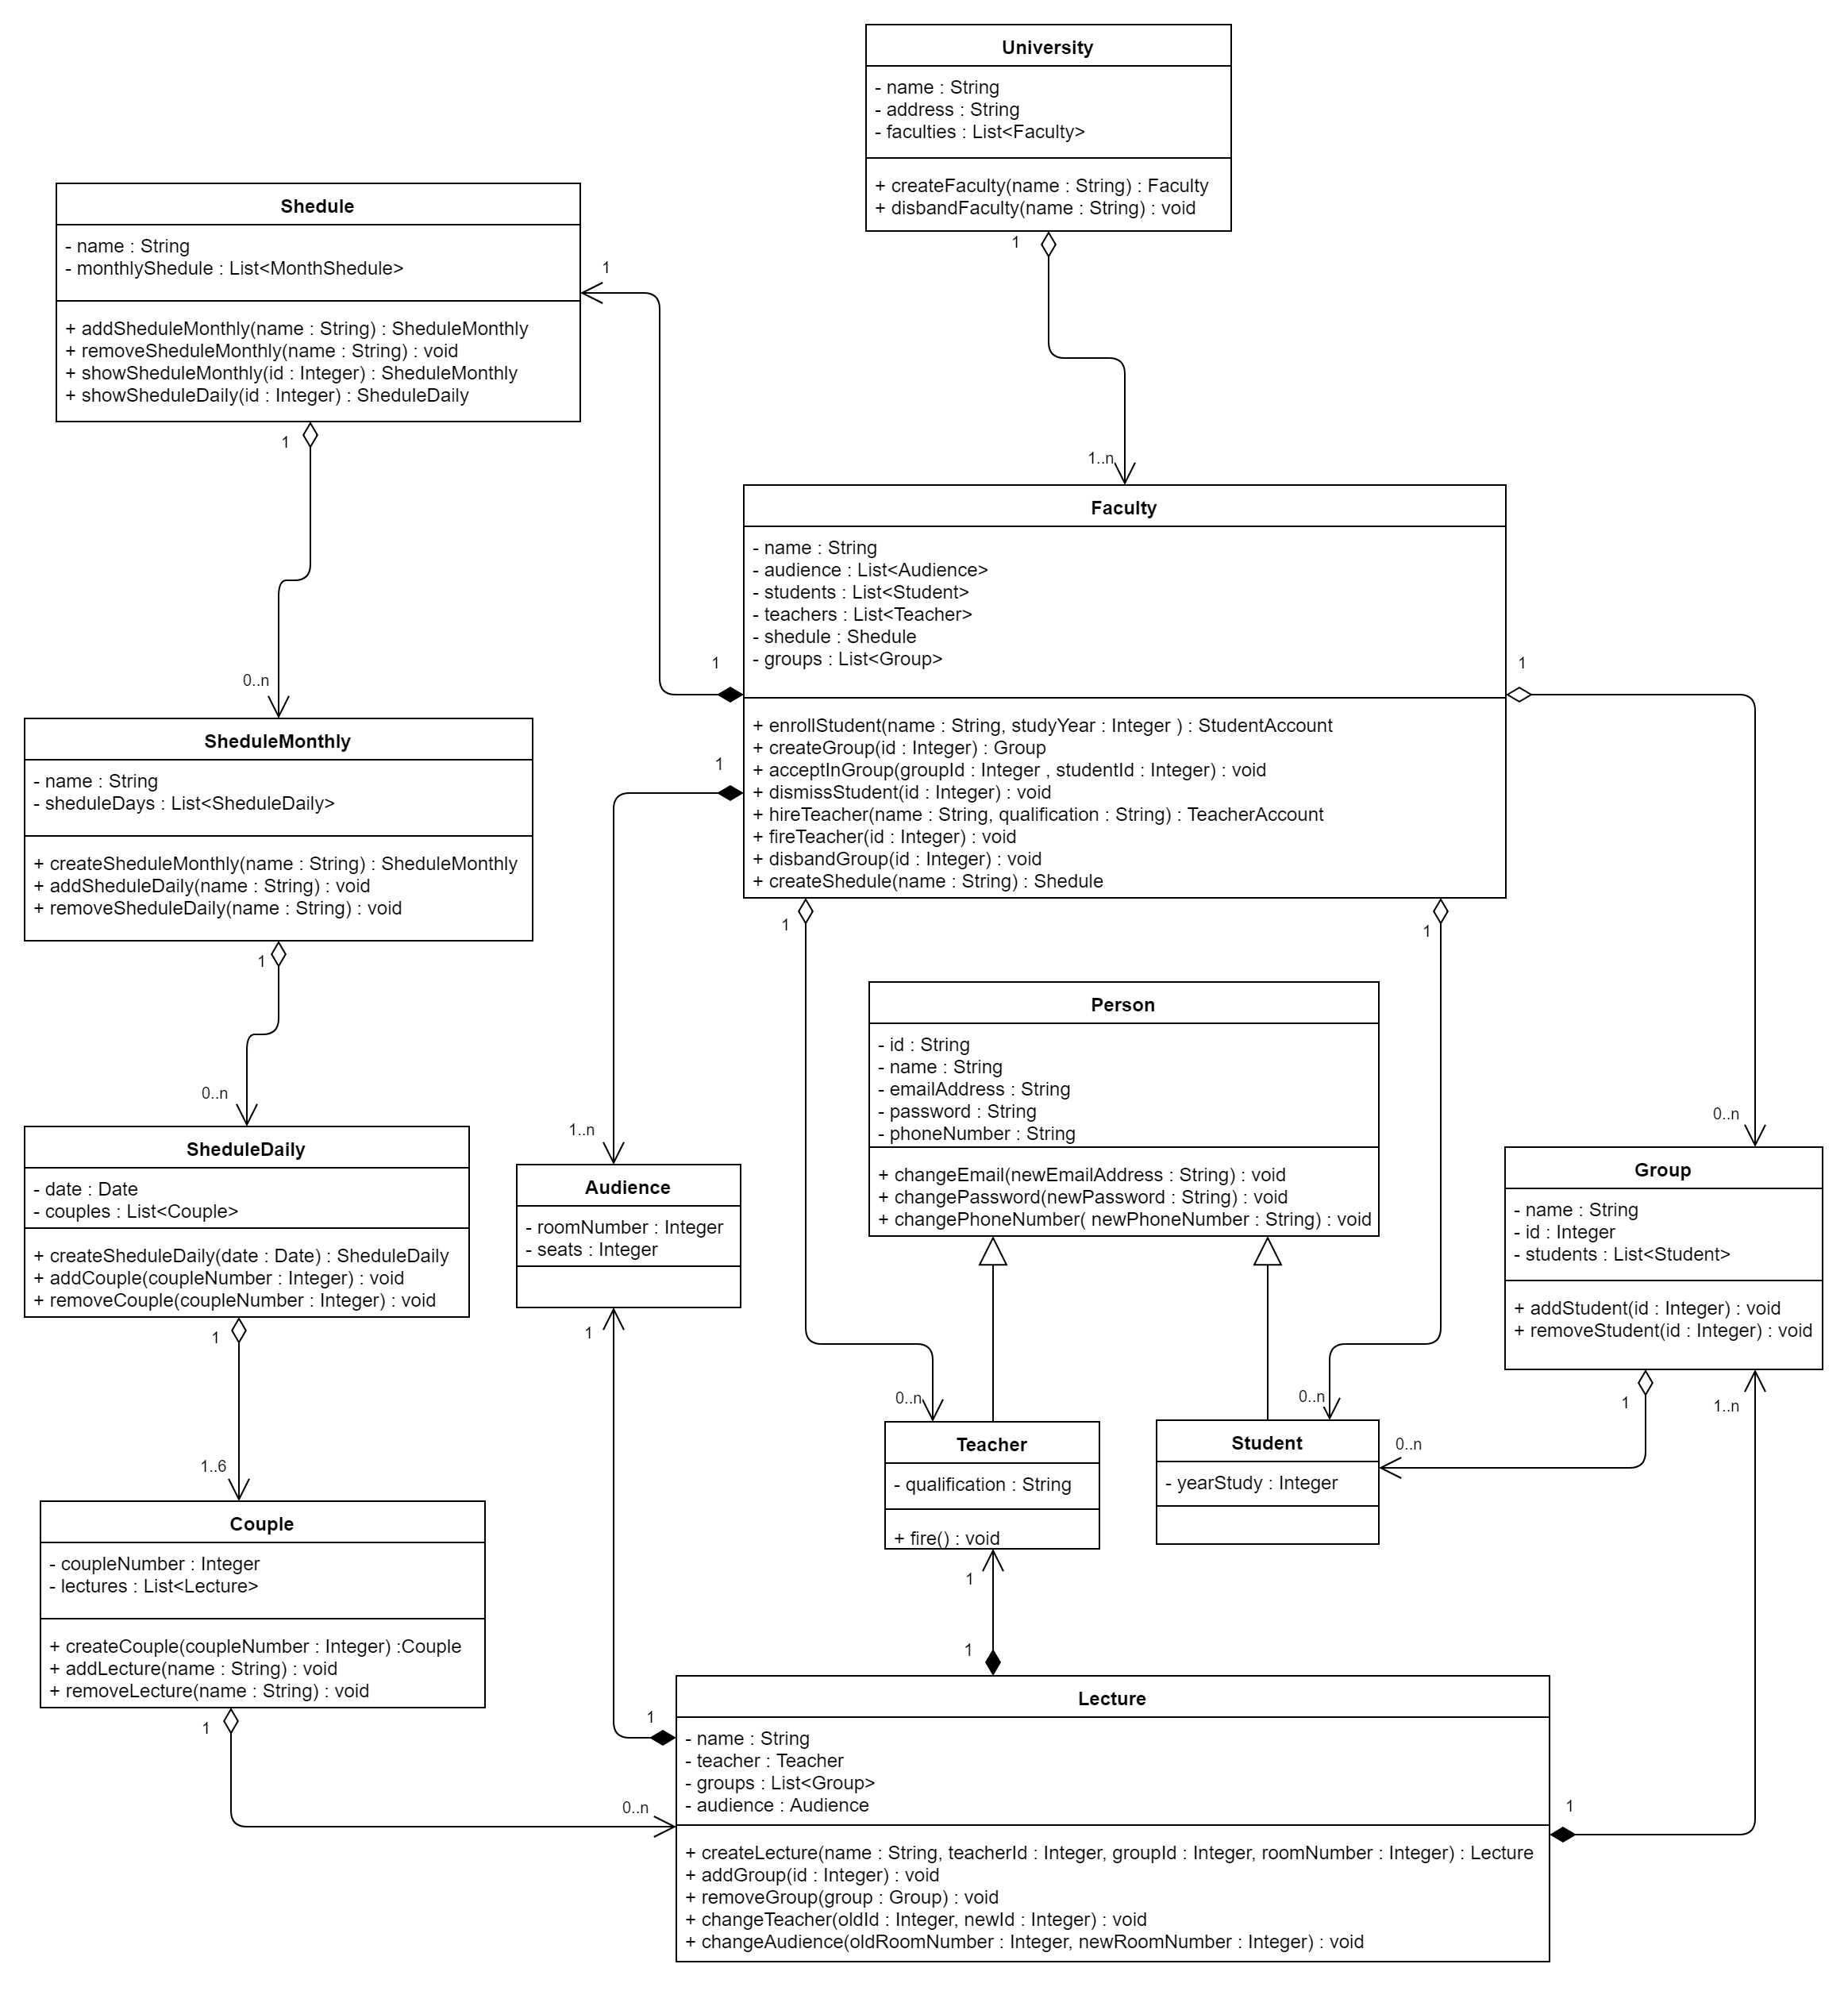 University
- name : String
- address : String
- faculties : List<Faculty>
+ createFaculty(name : String) : Faculty
+ disbandFaculty(name : String) : void
1
1..n
Shedule
- name : String
- monthlyShedule : List<MonthShedule>
+ addSheduleMonthly(name : String) : SheduleMonthly
+ removeSheduleMonthly(name : String) : void
+ showSheduleMonthly(id : Integer) : SheduleMonthly
+ showSheduleDaily(id : Integer) : SheduleDaily
1
1
0..n
Faculty
- name : String
- audience : List<Audience>
- students : List<Student>
- teachers : List<Teacher>
- shedule : Shedule
- groups : List<Group>
+ enrollStudent(name : String, studyYear : Integer ) : StudentAccount
+ createGroup(id : Integer) : Group
+ acceptInGroup(groupId : Integer , studentId : Integer) : void
+ dismissStudent(id : Integer) : void
+ hireTeacher(name : String, qualification : String) : TeacherAccount
+ fireTeacher(id : Integer) : void
+ disbandGroup(id : Integer) : void
+ createShedule(name : String) : Shedule
1
1
1
1
1
SheduleMonthly
- name : String
- sheduleDays : List<SheduleDaily>
+ createSheduleMonthly(name : String) : SheduleMonthly
+ addSheduleDaily(name : String) : void
+ removeSheduleDaily(name : String) : void
1
0..n
Person
- id : String
- name : String
- emailAddress : String
- password : String
- phoneNumber : String
+ changeEmail(newEmailAddress : String) : void
+ changePassword(newPassword : String) : void
+ changePhoneNumber( newPhoneNumber : String) : void
SheduleDaily
- date : Date
- couples : List<Couple>
+ createSheduleDaily(date : Date) : SheduleDaily
+ addCouple(coupleNumber : Integer) : void
+ removeCouple(coupleNumber : Integer) : void
1
1..6
1..n
Audience
- roomNumber : Integer
- seats : Integer
1
0..n
Group
- name : String
- id : Integer
- students : List<Student>
+ addStudent(id : Integer) : void
+ removeStudent(id : Integer) : void
1
1..n
0..n
Teacher
- qualification : String
+ fire() : void
1
0..n
Student
- yearStudy : Integer
0..n
Couple
- coupleNumber : Integer
- lectures : List<Lecture>
+ createCouple(coupleNumber : Integer) :Couple
+ addLecture(name : String) : void
+ removeLecture(name : String) : void
1
0..n
1
1
1
Lecture
- name : String
- teacher : Teacher
- groups : List<Group>
- audience : Audience
+ createLecture(name : String, teacherId : Integer, groupId : Integer, roomNumber : Integer) : Lecture
+ addGroup(id : Integer) : void
+ removeGroup(group : Group) : void
+ changeTeacher(oldId : Integer, newId : Integer) : void
+ changeAudience(oldRoomNumber : Integer, newRoomNumber : Integer) : void